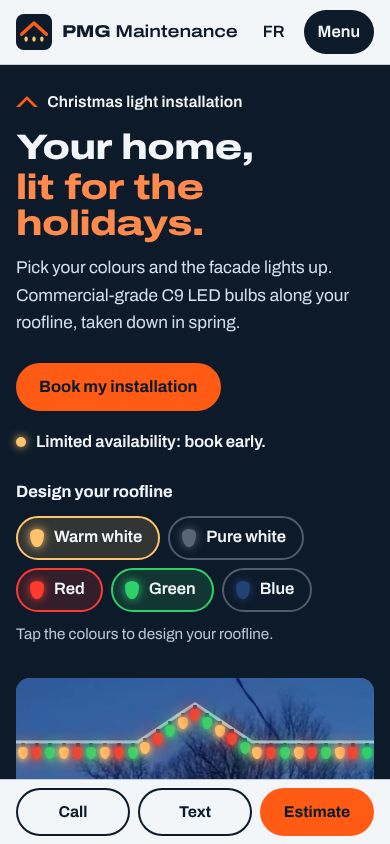 PMG Maintenance
FR
Menu
Christmas light installation
Your home,
lit for the
holidays.
Pick your colours and the facade lights up.
Commercial-grade C9 LED bulbs along your
roofline, taken down in spring.
Book my installation
Limited availability: book early.
Design your roofline
Warm white
Pure white
Red
Green
Blue
Tap the colours to design your roofline.
Call
Text
Estimate